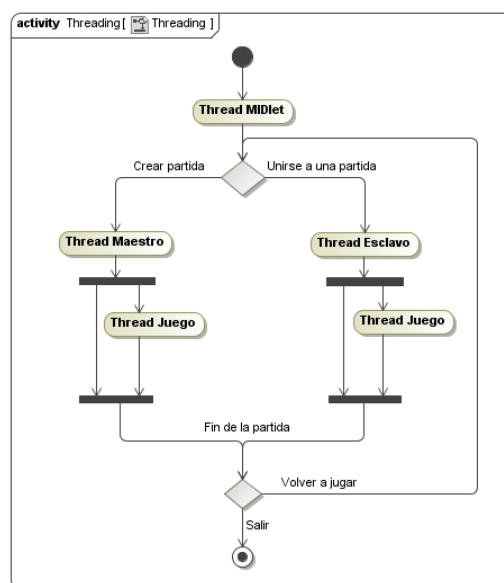 activity Threading [ Threading ]
Thread MIDlet
Crear partida
Unirse a una partida
Thread Maestro
Thread Esclavo
Thread Juego
Thread Juego
Fin de la partida
Volver a jugar
Salir